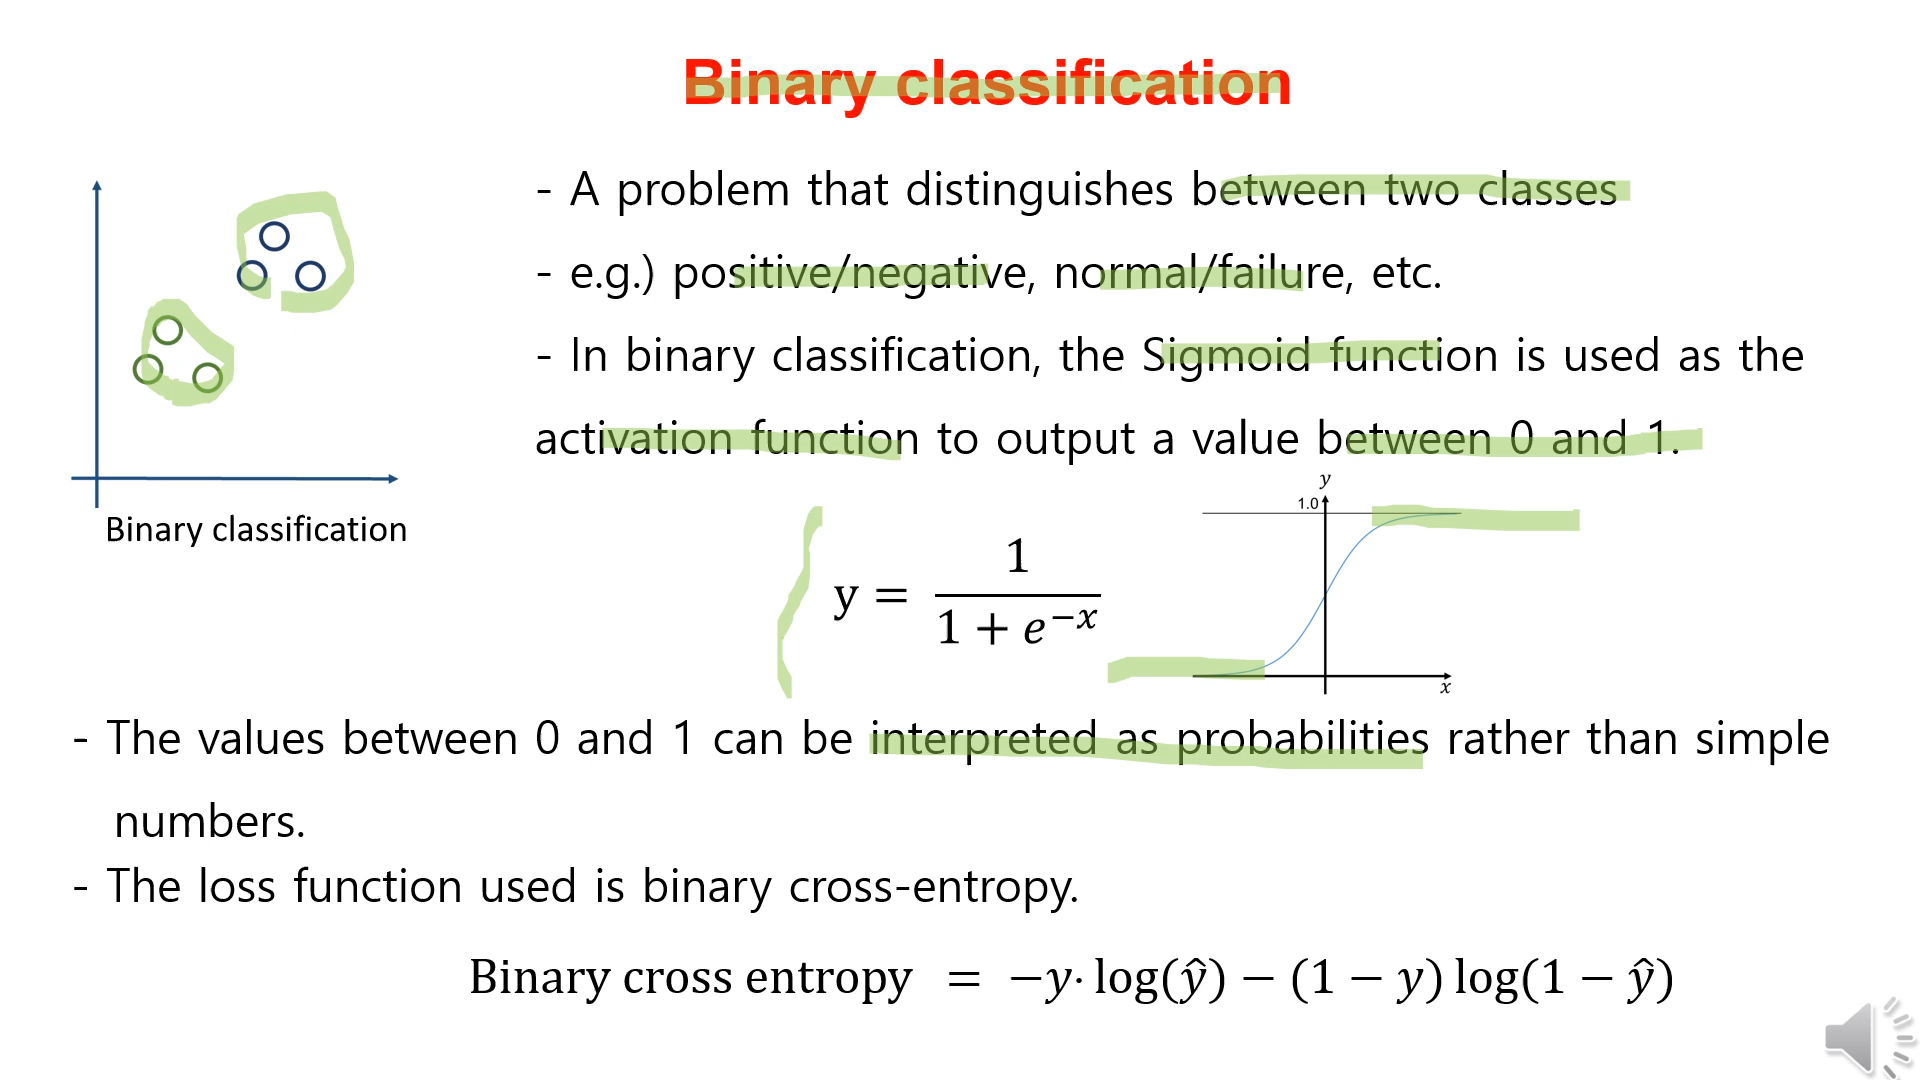 Binary classification
- A problem that distinguishes between two classes
- e.g.) positive/negative, normal/failure, etc.
- In binary classification, the Sigmoid function is used as the
activation function to output a value between 0 and 1.
Binary classification
y = 1 / (1 + e^{-x})
y
1.0
x
- The values between 0 and 1 can be interpreted as probabilities rather than simple
numbers.
- The loss function used is binary cross-entropy.
Binary cross entropy = −y· log(ŷ) − (1 − y) log(1 − ŷ)